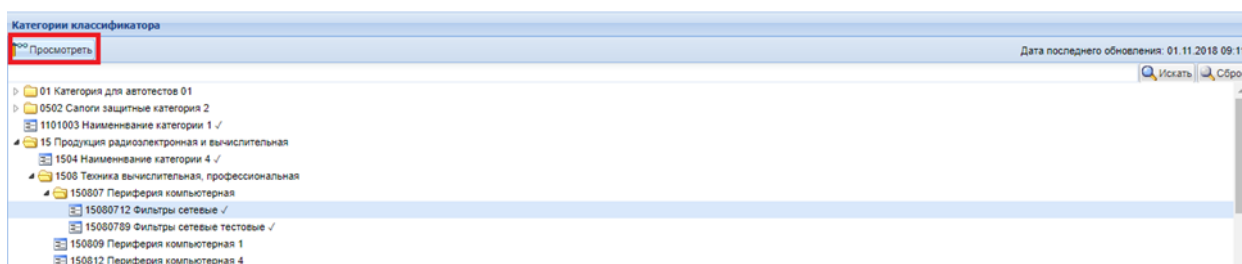 Категории классификатора
Просмотреть Дата последнего обновления: 01.11.2018 09:1
Искать Сбро
01 Категория для автотестов 01
0502 Сапоги защитные категория 2
1101003 Наименнвание категории 1 ✓
15 Продукция радиоэлектронная и вычислительная
1504 Наименнвание категории 4 ✓
1508 Техника вычислительная, профессиональная
150807 Периферия компьютерная
15080712 Фильтры сетевые ✓
15080789 Фильтры сетевые тестовые ✓
150809 Периферия компьютерная 1
150812 Периферия компьютерная 4